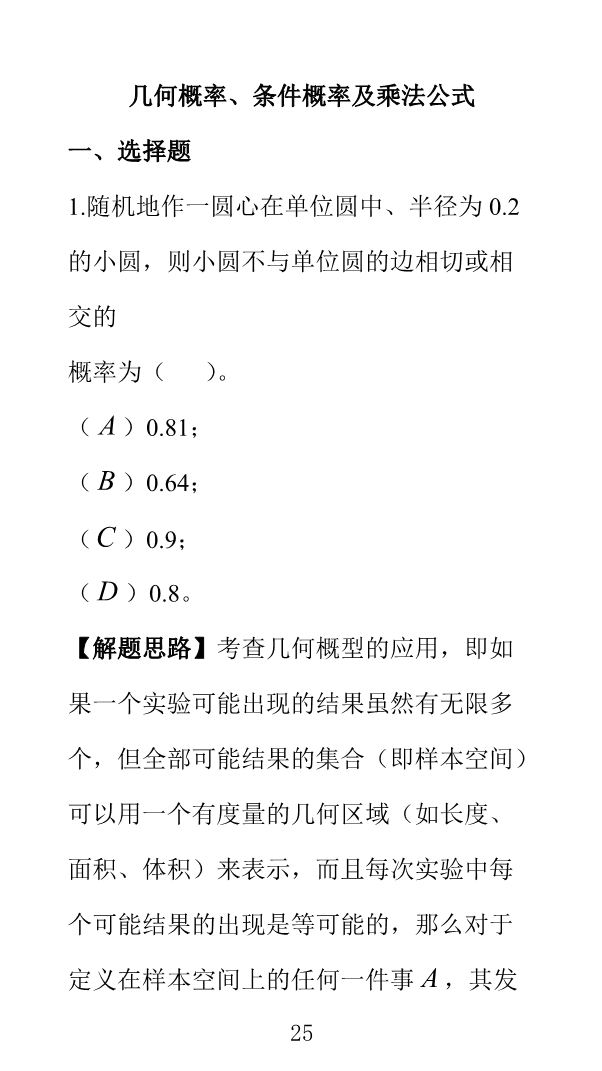 几何概率、条件概率及乘法公式
一、选择题
1.随机地作一圆心在单位圆中、半径为 0.2
的小圆，则小圆不与单位圆的边相切或相
交的
概率为（ ）。
（A）0.81；
（B）0.64；
（C）0.9；
（D）0.8。
【解题思路】考查几何概型的应用，即如
果一个实验可能出现的结果虽然有无限多
个，但全部可能结果的集合（即样本空间）
可以用一个有度量的几何区域（如长度、
面积、体积）来表示，而且每次实验中每
个可能结果的出现是等可能的，那么对于
定义在样本空间上的任何一件事 A，其发
25